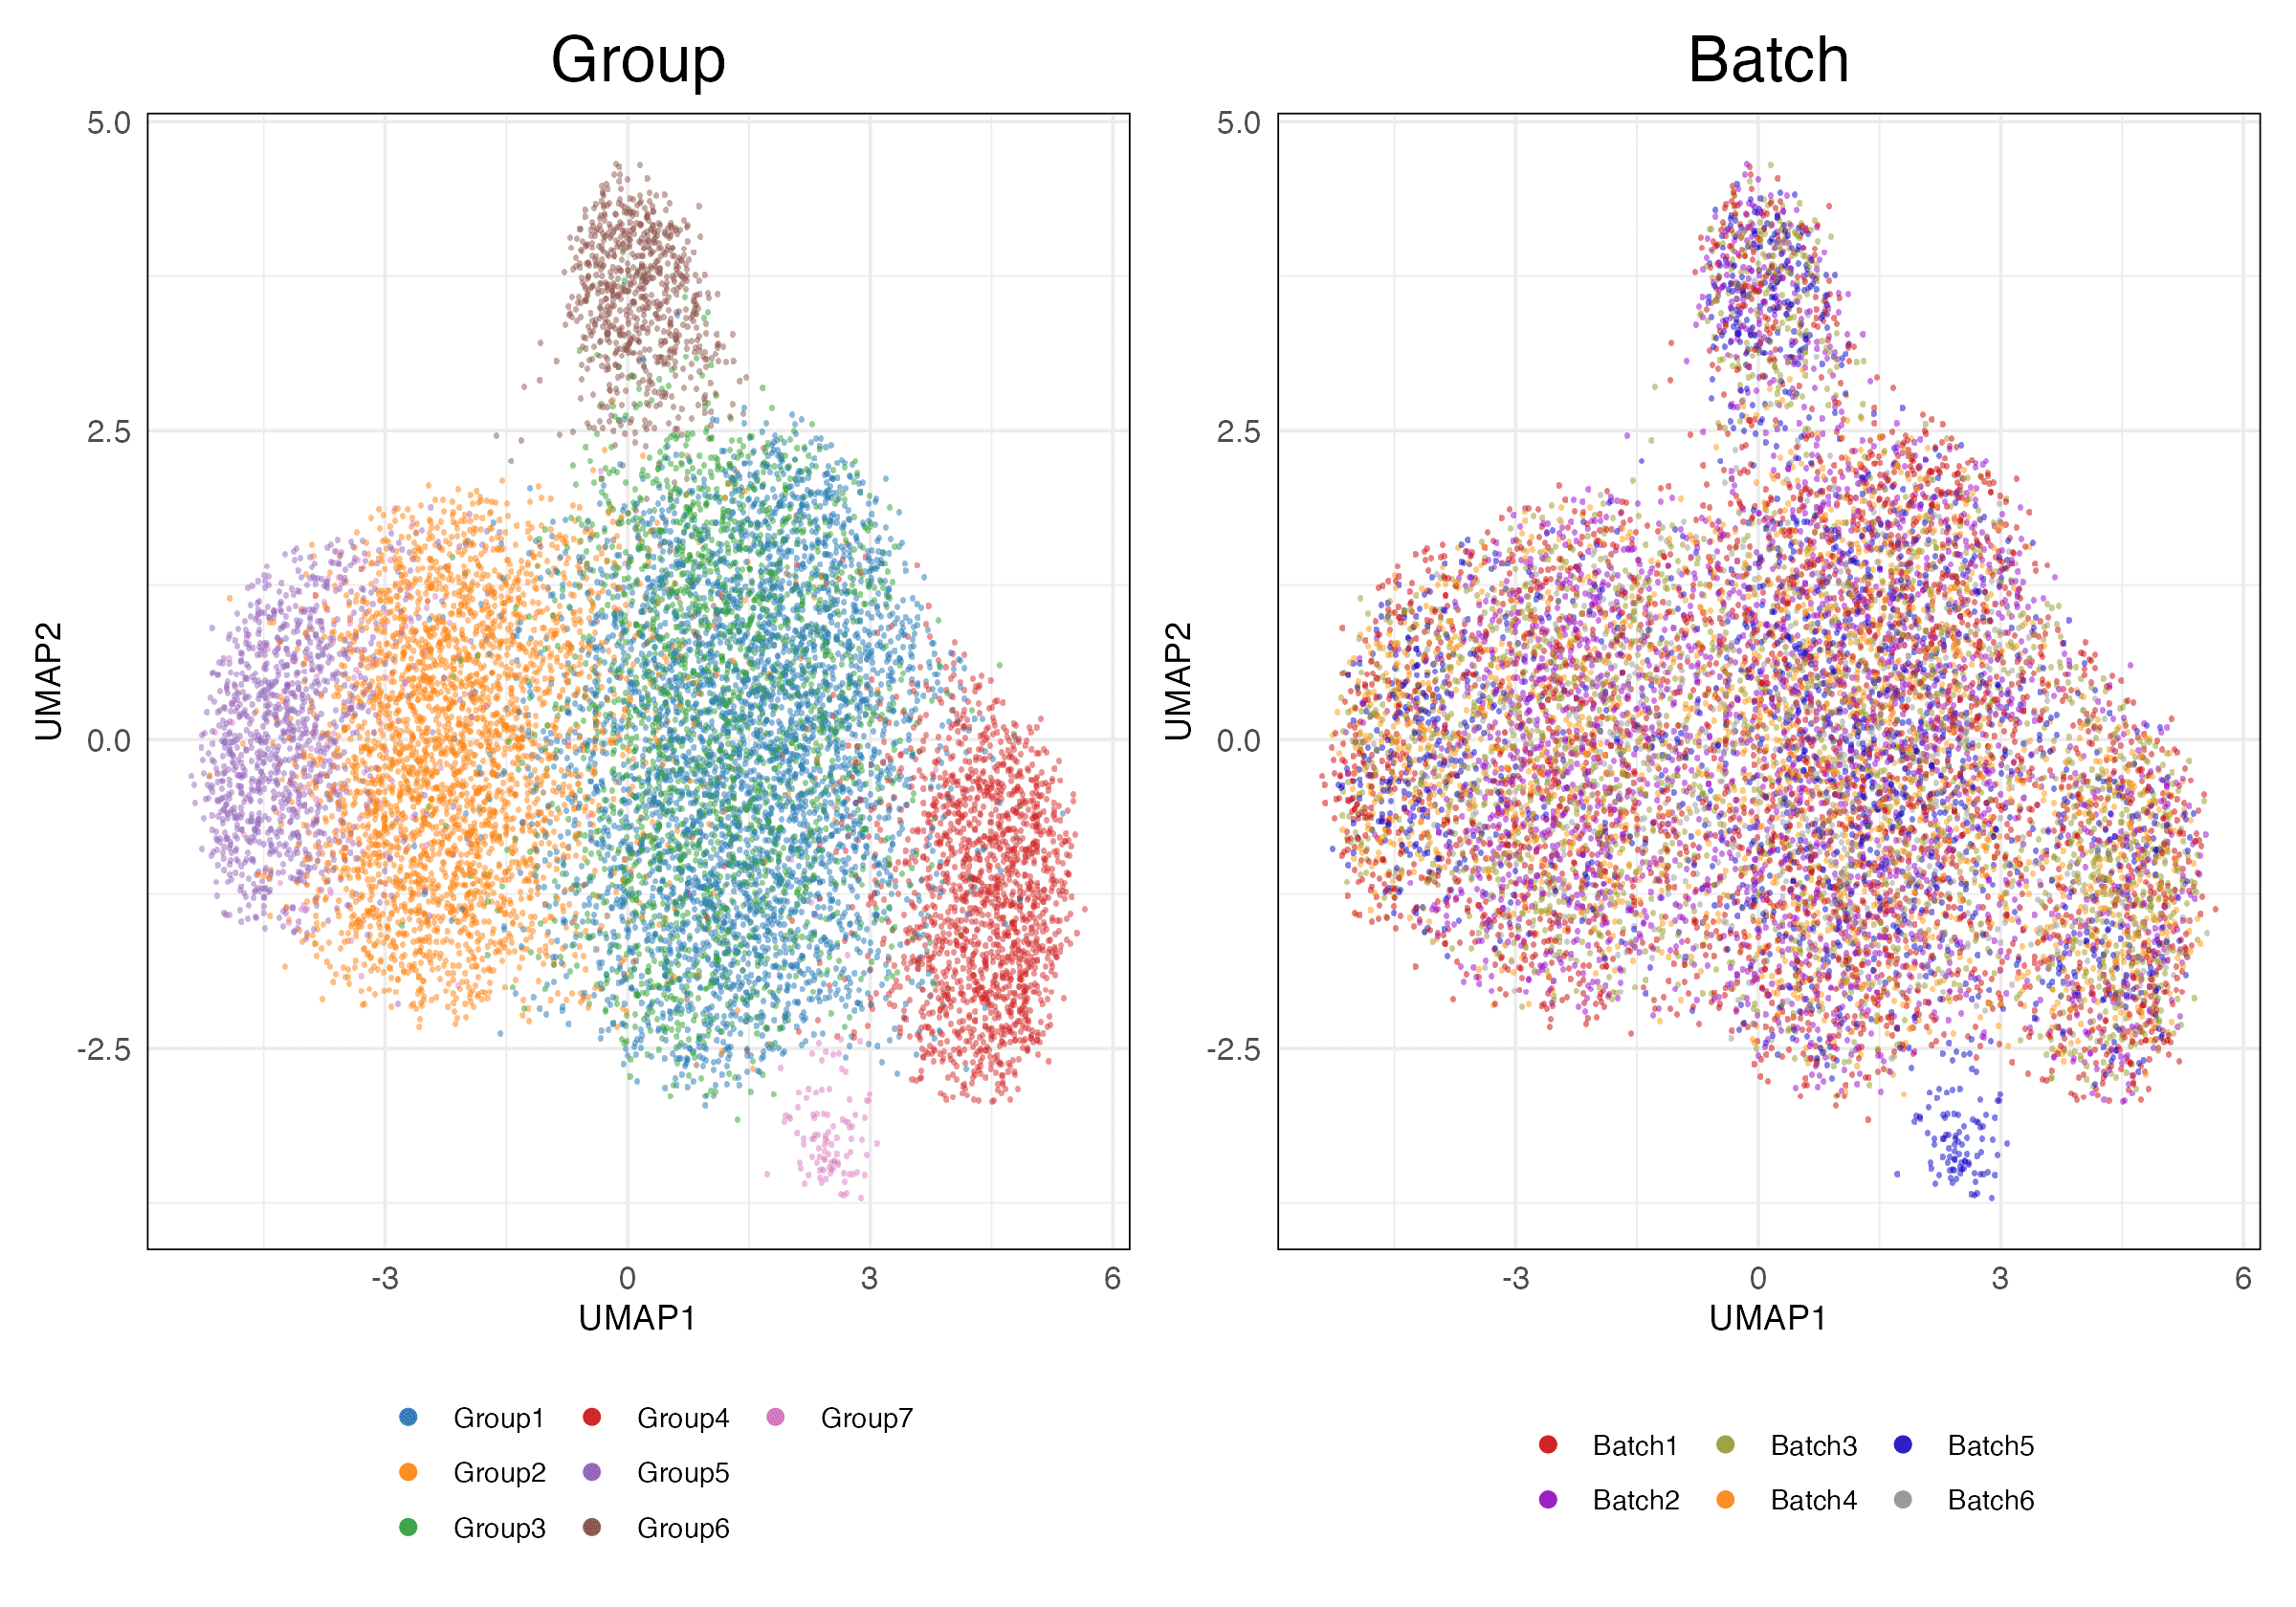 Group
5.0
2.5
0.0
-2.5
UMAP2
-3 0 3 6
UMAP1
Group1 Group4 Group7
Group2 Group5
Group3 Group6
Batch
5.0
2.5
0.0
-2.5
UMAP2
-3 0 3 6
UMAP1
Batch1 Batch3 Batch5
Batch2 Batch4 Batch6